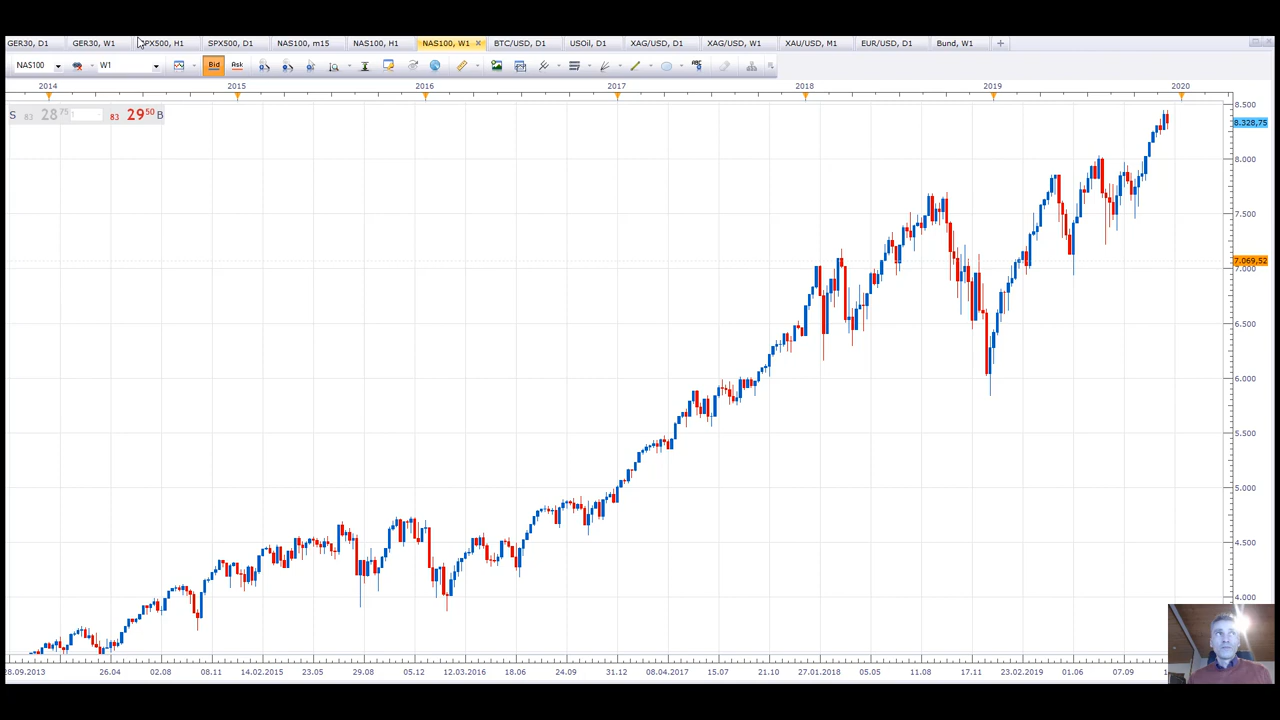 GER30, D1 GER30, W1 SPX500, H1 SPX500, D1 NAS100, m15 NAS100, H1 NAS100, W1 BTC/USD, D1 USOil, D1 XAG/USD, D1 XAG/USD, W1 XAU/USD, M1 EUR/USD, D1 Bund, W1
NAS100 W1 Bid Ask ABC
2014 2015 2016 2017 2018 2019 2020
S 83 28 75 1 83 29 50 B
8.500
8.328,75
8.000
7.500
7.069,52
7.000
6.500
6.000
5.500
5.000
4.500
4.000
28.09.2013 26.04 02.08 08.11 14.02.2015 23.05 29.08 05.12 12.03.2016 18.06 24.09 31.12 08.04.2017 15.07 21.10 27.01.2018 05.05 11.08 17.11 23.02.2019 01.06 07.09